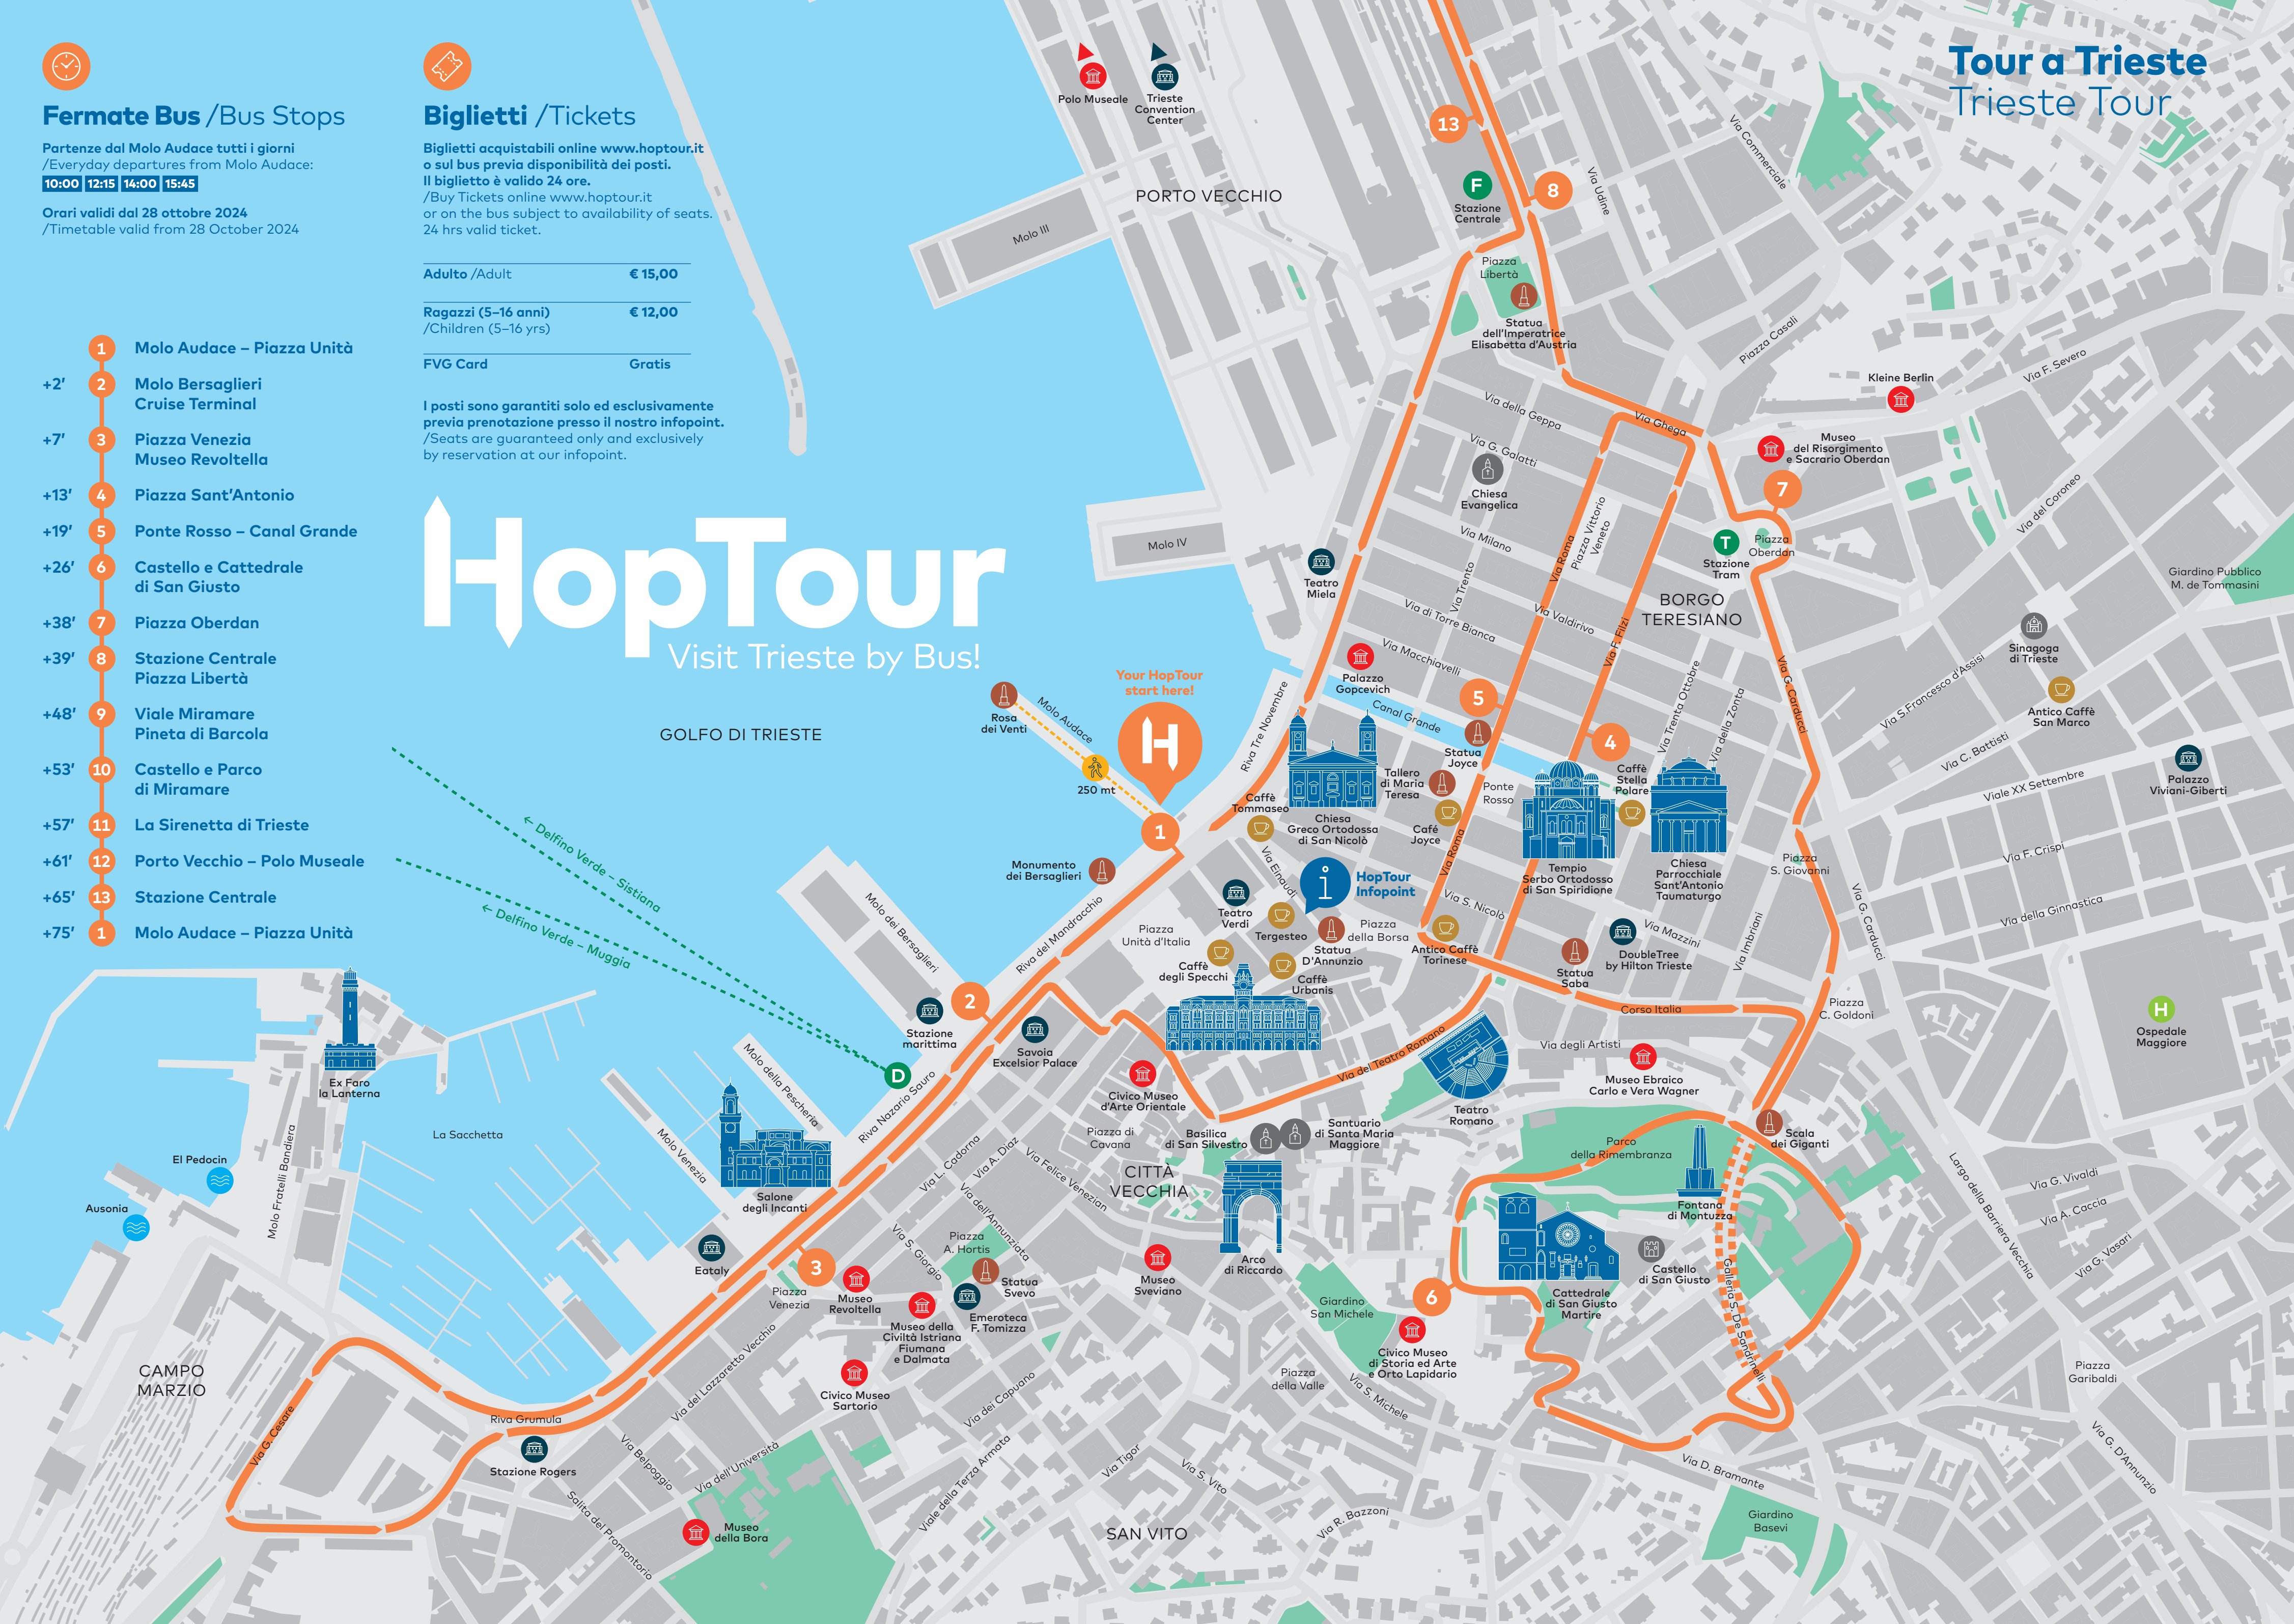 Fermate Bus /Bus Stops
Partenze dal Molo Audace tutti i giorni
/Everyday departures from Molo Audace:
10:00 12:15 14:00 15:45
Orari validi dal 28 ottobre 2024
/Timetable valid from 28 October 2024
1 Molo Audace – Piazza Unità
+2’ 2 Molo Bersaglieri
Cruise Terminal
+7’ 3 Piazza Venezia
Museo Revoltella
+13’ 4 Piazza Sant’Antonio
+19’ 5 Ponte Rosso – Canal Grande
+26’ 6 Castello e Cattedrale
di San Giusto
+38’ 7 Piazza Oberdan
+39’ 8 Stazione Centrale
Piazza Libertà
+48’ 9 Viale Miramare
Pineta di Barcola
+53’ 10 Castello e Parco
di Miramare
+57’ 11 La Sirenetta di Trieste
+61’ 12 Porto Vecchio – Polo Museale
+65’ 13 Stazione Centrale
+75’ 1 Molo Audace – Piazza Unità
Biglietti /Tickets
Biglietti acquistabili online www.hoptour.it
o sul bus previa disponibilità dei posti.
Il biglietto è valido 24 ore.
/Buy Tickets online www.hoptour.it
or on the bus subject to availability of seats.
24 hrs valid ticket.
Adulto /Adult € 15,00
Ragazzi (5–16 anni) € 12,00
/Children (5–16 yrs)
FVG Card Gratis
I posti sono garantiti solo ed esclusivamente
previa prenotazione presso il nostro infopoint.
/Seats are guaranteed only and exclusively
by reservation at our infopoint.
HopTour
Visit Trieste by Bus!
Tour a Trieste
Trieste Tour
Polo Museale
Trieste
Convention
Center
PORTO VECCHIO
Molo III
Molo IV
13
F
Stazione
Centrale
8
Via Udine
Via Commerciale
Piazza
Libertà
Statua
dell’Imperatrice
Elisabetta d’Austria
Piazza Casali
Via F. Severo
Kleine Berlin
Via della Geppa
Via Ghega
Via G. Galatti
Museo
del Risorgimento
e Sacrario Oberdan
Chiesa
Evangelica
7
Via del Coroneo
Via Milano
Piazza Vittorio
Veneto
T
Stazione
Tram
Piazza
Oberdan
Teatro
Miela
Via Roma
Via Trento
Giardino Pubblico
M. de Tommasini
BORGO
TERESIANO
Via di Torre Bianca
Via Valdirivo
Via F. Filzi
Via Macchiavelli
Sinagoga
di Trieste
Palazzo
Gopcevich
Via Trenta Ottobre
Via della Zonta
Via G. Carducci
Via S.Francesco d’Assisi
Antico Caffè
San Marco
Your HopTour
start here!
H
Rosa
dei Venti
Molo Audace
250 mt
GOLFO DI TRIESTE
Riva Tre Novembre
Canal Grande
5
Statua
Joyce
4
Via C. Battisti
Palazzo
Viviani-Giberti
Viale XX Settembre
Tallero
di Maria
Teresa
Ponte
Rosso
Caffè
Stella
Polare
Caffè
Tommaseo
Chiesa
Greco Ortodossa
di San Nicolò
Café
Joyce
Via Roma
1
Tempio
Serbo Ortodosso
di San Spiridione
Chiesa
Parrocchiale
Sant’Antonio
Taumaturgo
Piazza
S. Giovanni
Via F. Crispi
Monumento
dei Bersaglieri
Via Einaudi
i
HopTour
Infopoint
Via S. Nicolò
Via G. Carducci
Via della Ginnastica
← Delfino Verde – Sistiana
← Delfino Verde – Muggia
Molo dei Bersaglieri
Riva del Mandracchio
Teatro
Verdi
Piazza
Unità d’Italia
Tergesteo
Piazza
della Borsa
Statua
D’Annunzio
Antico Caffè
Torinese
Via Mazzini
DoubleTree
by Hilton Trieste
Via Imbriani
Caffè
degli Specchi
Caffè
Urbanis
Statua
Saba
2
Stazione
marittima
Savoia
Excelsior Palace
Corso Italia
Piazza
C. Goldoni
H
Ospedale
Maggiore
Ex Faro
la Lanterna
D
Molo della Pescheria
Riva Nazario Sauro
Via del Teatro Romano
Via degli Artisti
Museo Ebraico
Carlo e Vera Wagner
Civico Museo
d’Arte Orientale
Teatro
Romano
La Sacchetta
Molo Venezia
Piazza di
Cavana
Basilica
di San Silvestro
Santuario
di Santa Maria
Maggiore
Parco
della Rimembranza
Scala
dei Giganti
El Pedocin
Molo Fratelli Bandiera
Via L. Cadorna
Via A. Diaz
Via Felice Venezian
CITTÀ
VECCHIA
Largo della Barriera Vecchia
Via G. Vivaldi
Via A. Caccia
Via G. Vasari
Ausonia
Salone
degli Incanti
Via dell’Annunziata
Fontana
di Montuzza
Eataly
3
Via S. Giorgio
Piazza
A. Hortis
Arco
di Riccardo
Castello
di San Giusto
Piazza
Venezia
Museo
Revoltella
Statua
Svevo
Museo
Sveviano
6
Cattedrale
di San Giusto
Martire
Galleria S. De Sandrinelli
Museo della
Civiltà Istriana
Fiumana
e Dalmata
Emeroteca
F. Tomizza
Giardino
San Michele
Civico Museo
di Storia ed Arte
e Orto Lapidario
CAMPO
MARZIO
Via del Lazzaretto Vecchio
Civico Museo
Sartorio
Via dei Capuano
Piazza
della Valle
Via S. Michele
Piazza
Garibaldi
Via G. Cesare
Riva Grumula
Stazione Rogers
Via Belpoggio
Via dell’Università
Viale della Terza Armata
Via Tigor
Via S. Vito
Via D. Bramante
Via G. D’Annunzio
Salita del Promontorio
Museo
della Bora
SAN VITO
Via R. Bazzoni
Giardino
Basevi